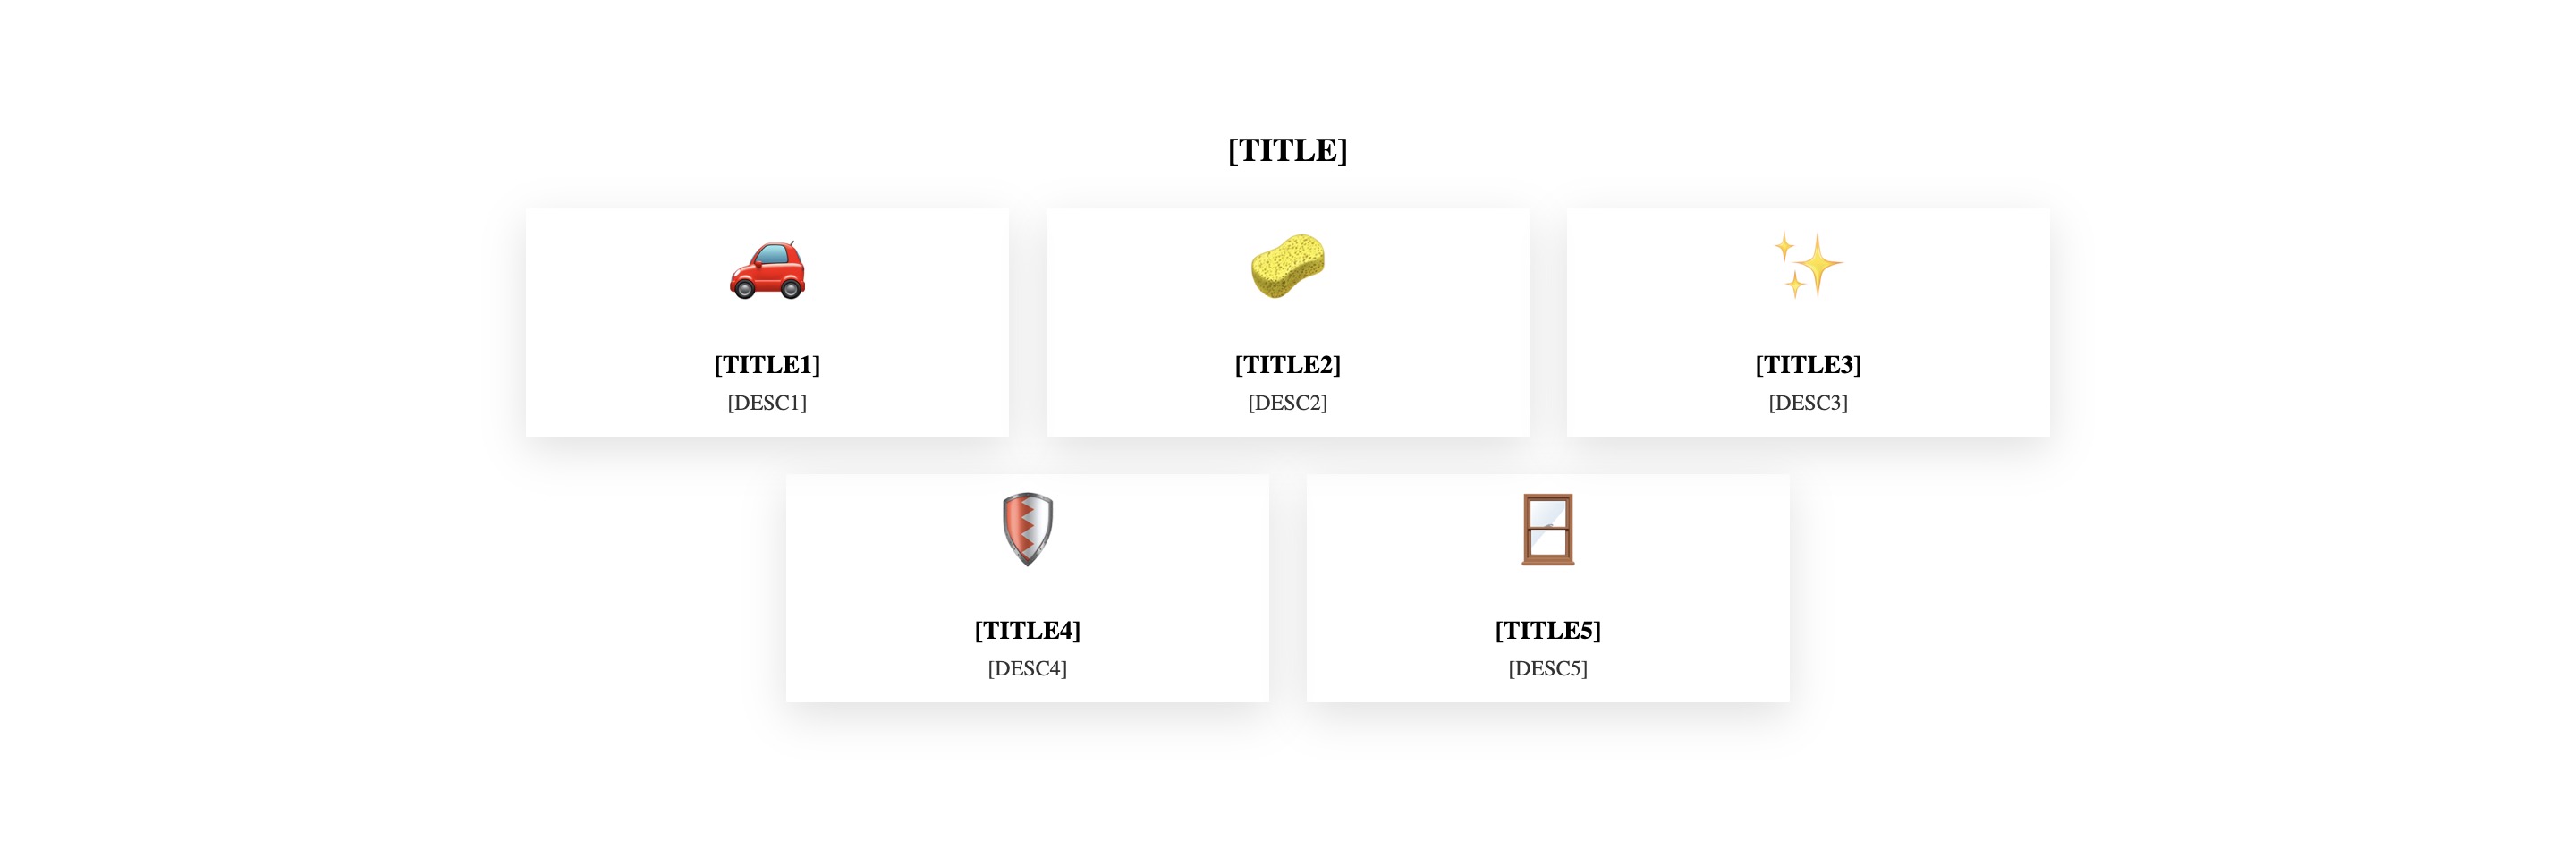 [TITLE]
[TITLE1]
[DESC1]
[TITLE2]
[DESC2]
[TITLE3]
[DESC3]
[TITLE4]
[DESC4]
[TITLE5]
[DESC5]